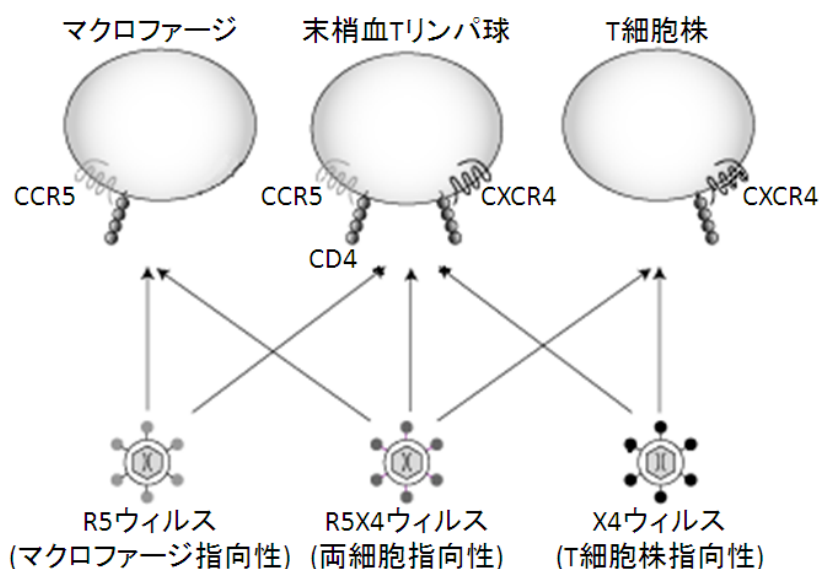 マクロファージ
末梢血Tリンパ球
T細胞株
CCR5
CCR5
CXCR4
CXCR4
CD4
R5ウィルス
(マクロファージ指向性)
R5X4ウィルス
(両細胞指向性)
X4ウィルス
(T細胞株指向性)